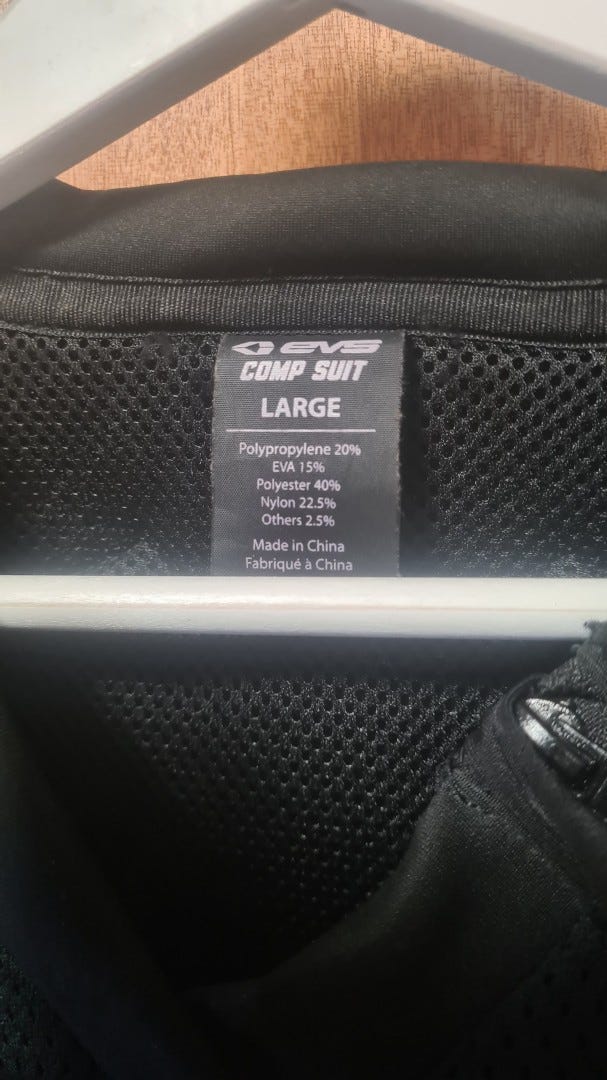 EVS
COMP SUIT
LARGE
Polypropylene 20%
EVA 15%
Polyester 40%
Nylon 22.5%
Others 2.5%
Made in China
Fabriqué à China